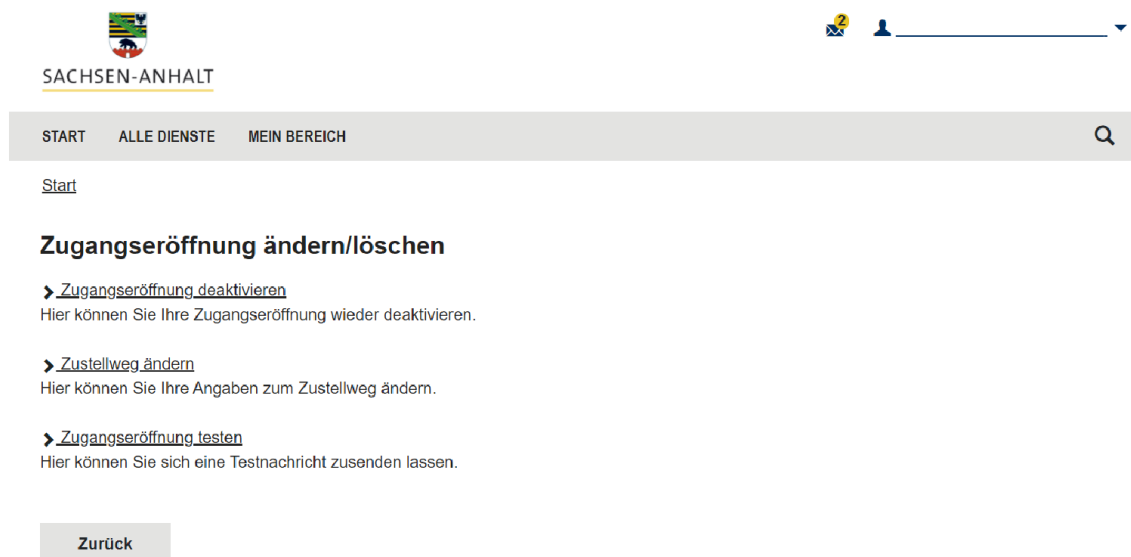 2
SACHSEN-ANHALT
START ALLE DIENSTE MEIN BEREICH
Start
Zugangseröffnung ändern/löschen
Zugangseröffnung deaktivieren
Hier können Sie Ihre Zugangseröffnung wieder deaktivieren.
Zustellweg ändern
Hier können Sie Ihre Angaben zum Zustellweg ändern.
Zugangseröffnung testen
Hier können Sie sich eine Testnachricht zusenden lassen.
Zurück